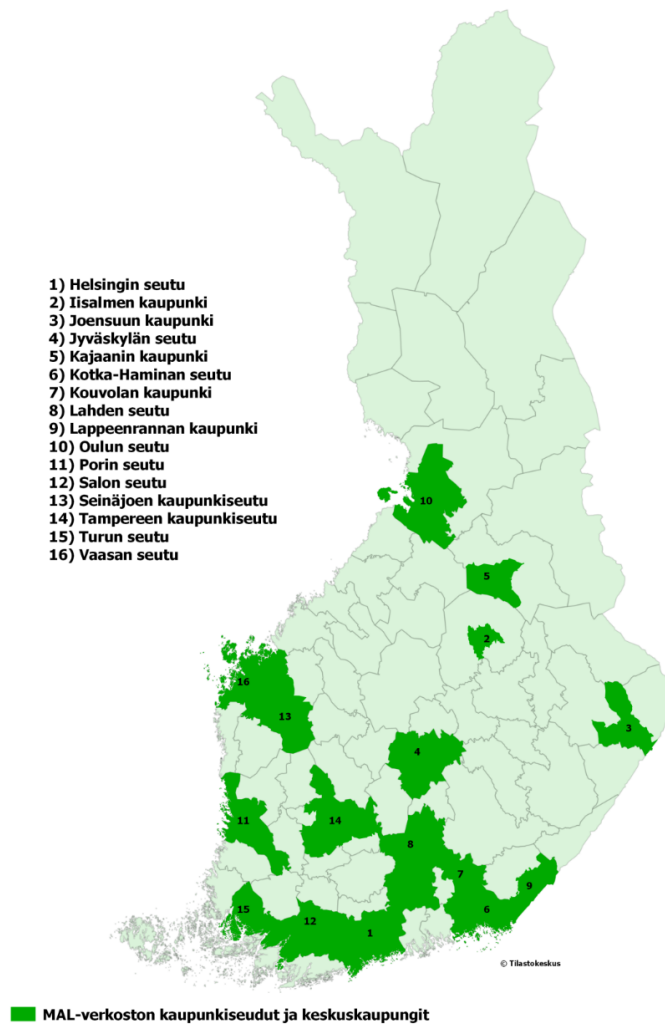 1) Helsingin seutu
2) Iisalmen kaupunki
3) Joensuun kaupunki
4) Jyväskylän seutu
5) Kajaanin kaupunki
6) Kotka-Haminan seutu
7) Kouvolan kaupunki
8) Lahden seutu
9) Lappeenrannan kaupunki
10) Oulun seutu
11) Porin seutu
12) Salon seutu
13) Seinäjoen kaupunkiseutu
14) Tampereen kaupunkiseutu
15) Turun seutu
16) Vaasan seutu
10
5
2
16
13
3
4
11
14
8
7
9
15
12
6
1
© Tilastokeskus
MAL-verkoston kaupunkiseudut ja keskuskaupungit